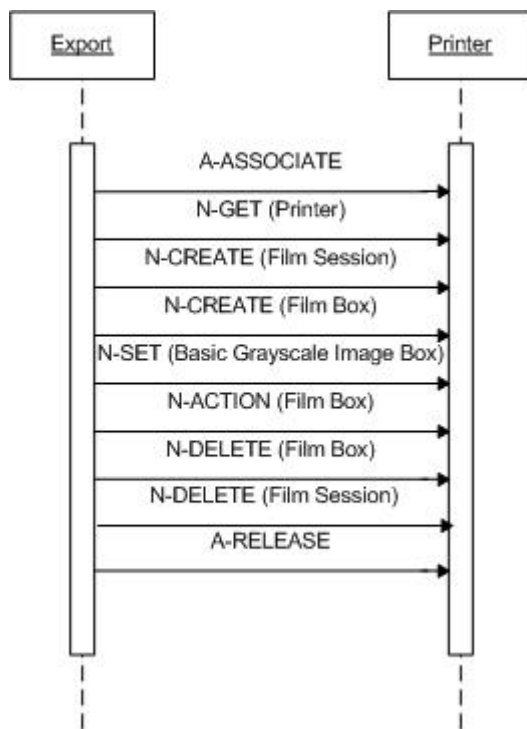 Export
Printer
A-ASSOCIATE
N-GET (Printer)
N-CREATE (Film Session)
N-CREATE (Film Box)
N-SET (Basic Grayscale Image Box)
N-ACTION (Film Box)
N-DELETE (Film Box)
N-DELETE (Film Session)
A-RELEASE